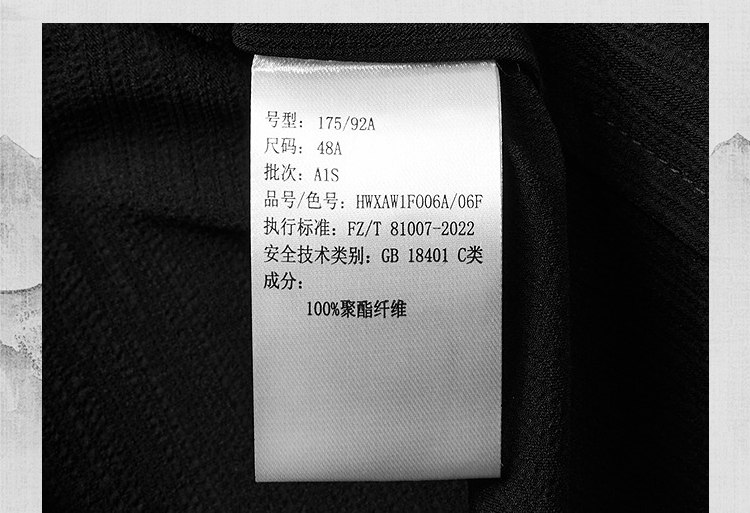 号型：175/92A
尺码：48A
批次：A1S
品号/色号：HWXAW1F006A/06F
执行标准：FZ/T 81007-2022
安全技术类别：GB 18401 C类
成分：
100%聚酯纤维